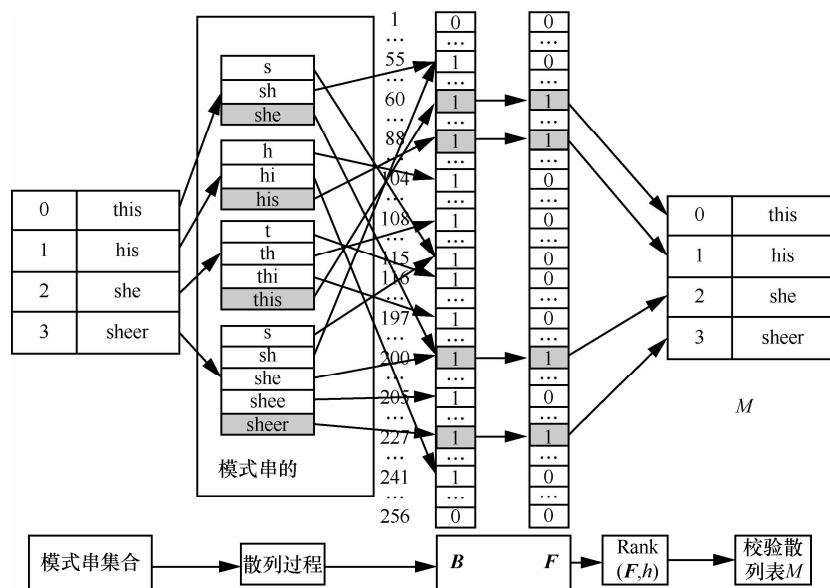 0 this
1 his
2 she
3 sheer
s
sh
she
h
hi
his
t
th
thi
this
s
sh
she
shee
sheer
模式串的
1 0 0
… … …
55 1 0
… … …
60 1 1
… … …
88 1 1
… … …
104 1 0
… … …
108 1 0
… … …
115 1 0
116 1 0
… … …
197 1 0
… … …
200 1 1
… … …
205 1 0
… … …
227 1 1
… … …
241 1 0
… … …
256 0 0
0 this
1 his
2 she
3 sheer
M
模式串集合
散列过程
B F
Rank
(F,h)
校验散
列表M